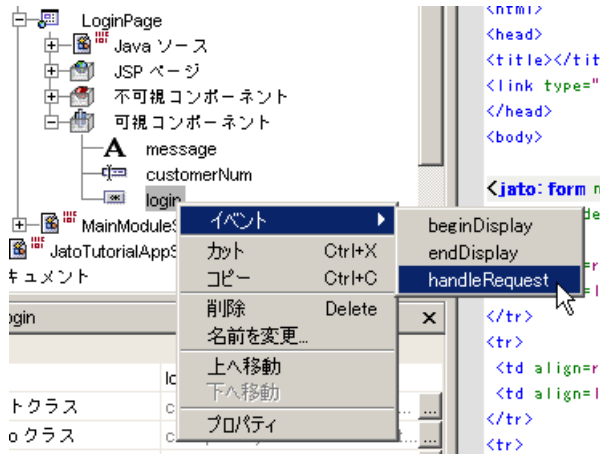 LoginPage
Java ソース
JSP ページ
不可視コンポーネント
可視コンポーネント
message
customerNum
login
MainModuleS
JatoTutorialAppS
キュメント
イベント
カット Ctrl+X
コピー Ctrl+C
削除 Delete
名前を変更...
上へ移動
下へ移動
プロパティ
beginDisplay
endDisplay
handleRequest
ogin
lo
トクラス
c
...
o クラス
c
...
<html>
<head>
<title></tit
<link type="
</head>
<body>
<jato:form n
de
=r
=l
</tr>
<tr>
<td align=r
<td align=l
</tr>
<tr>